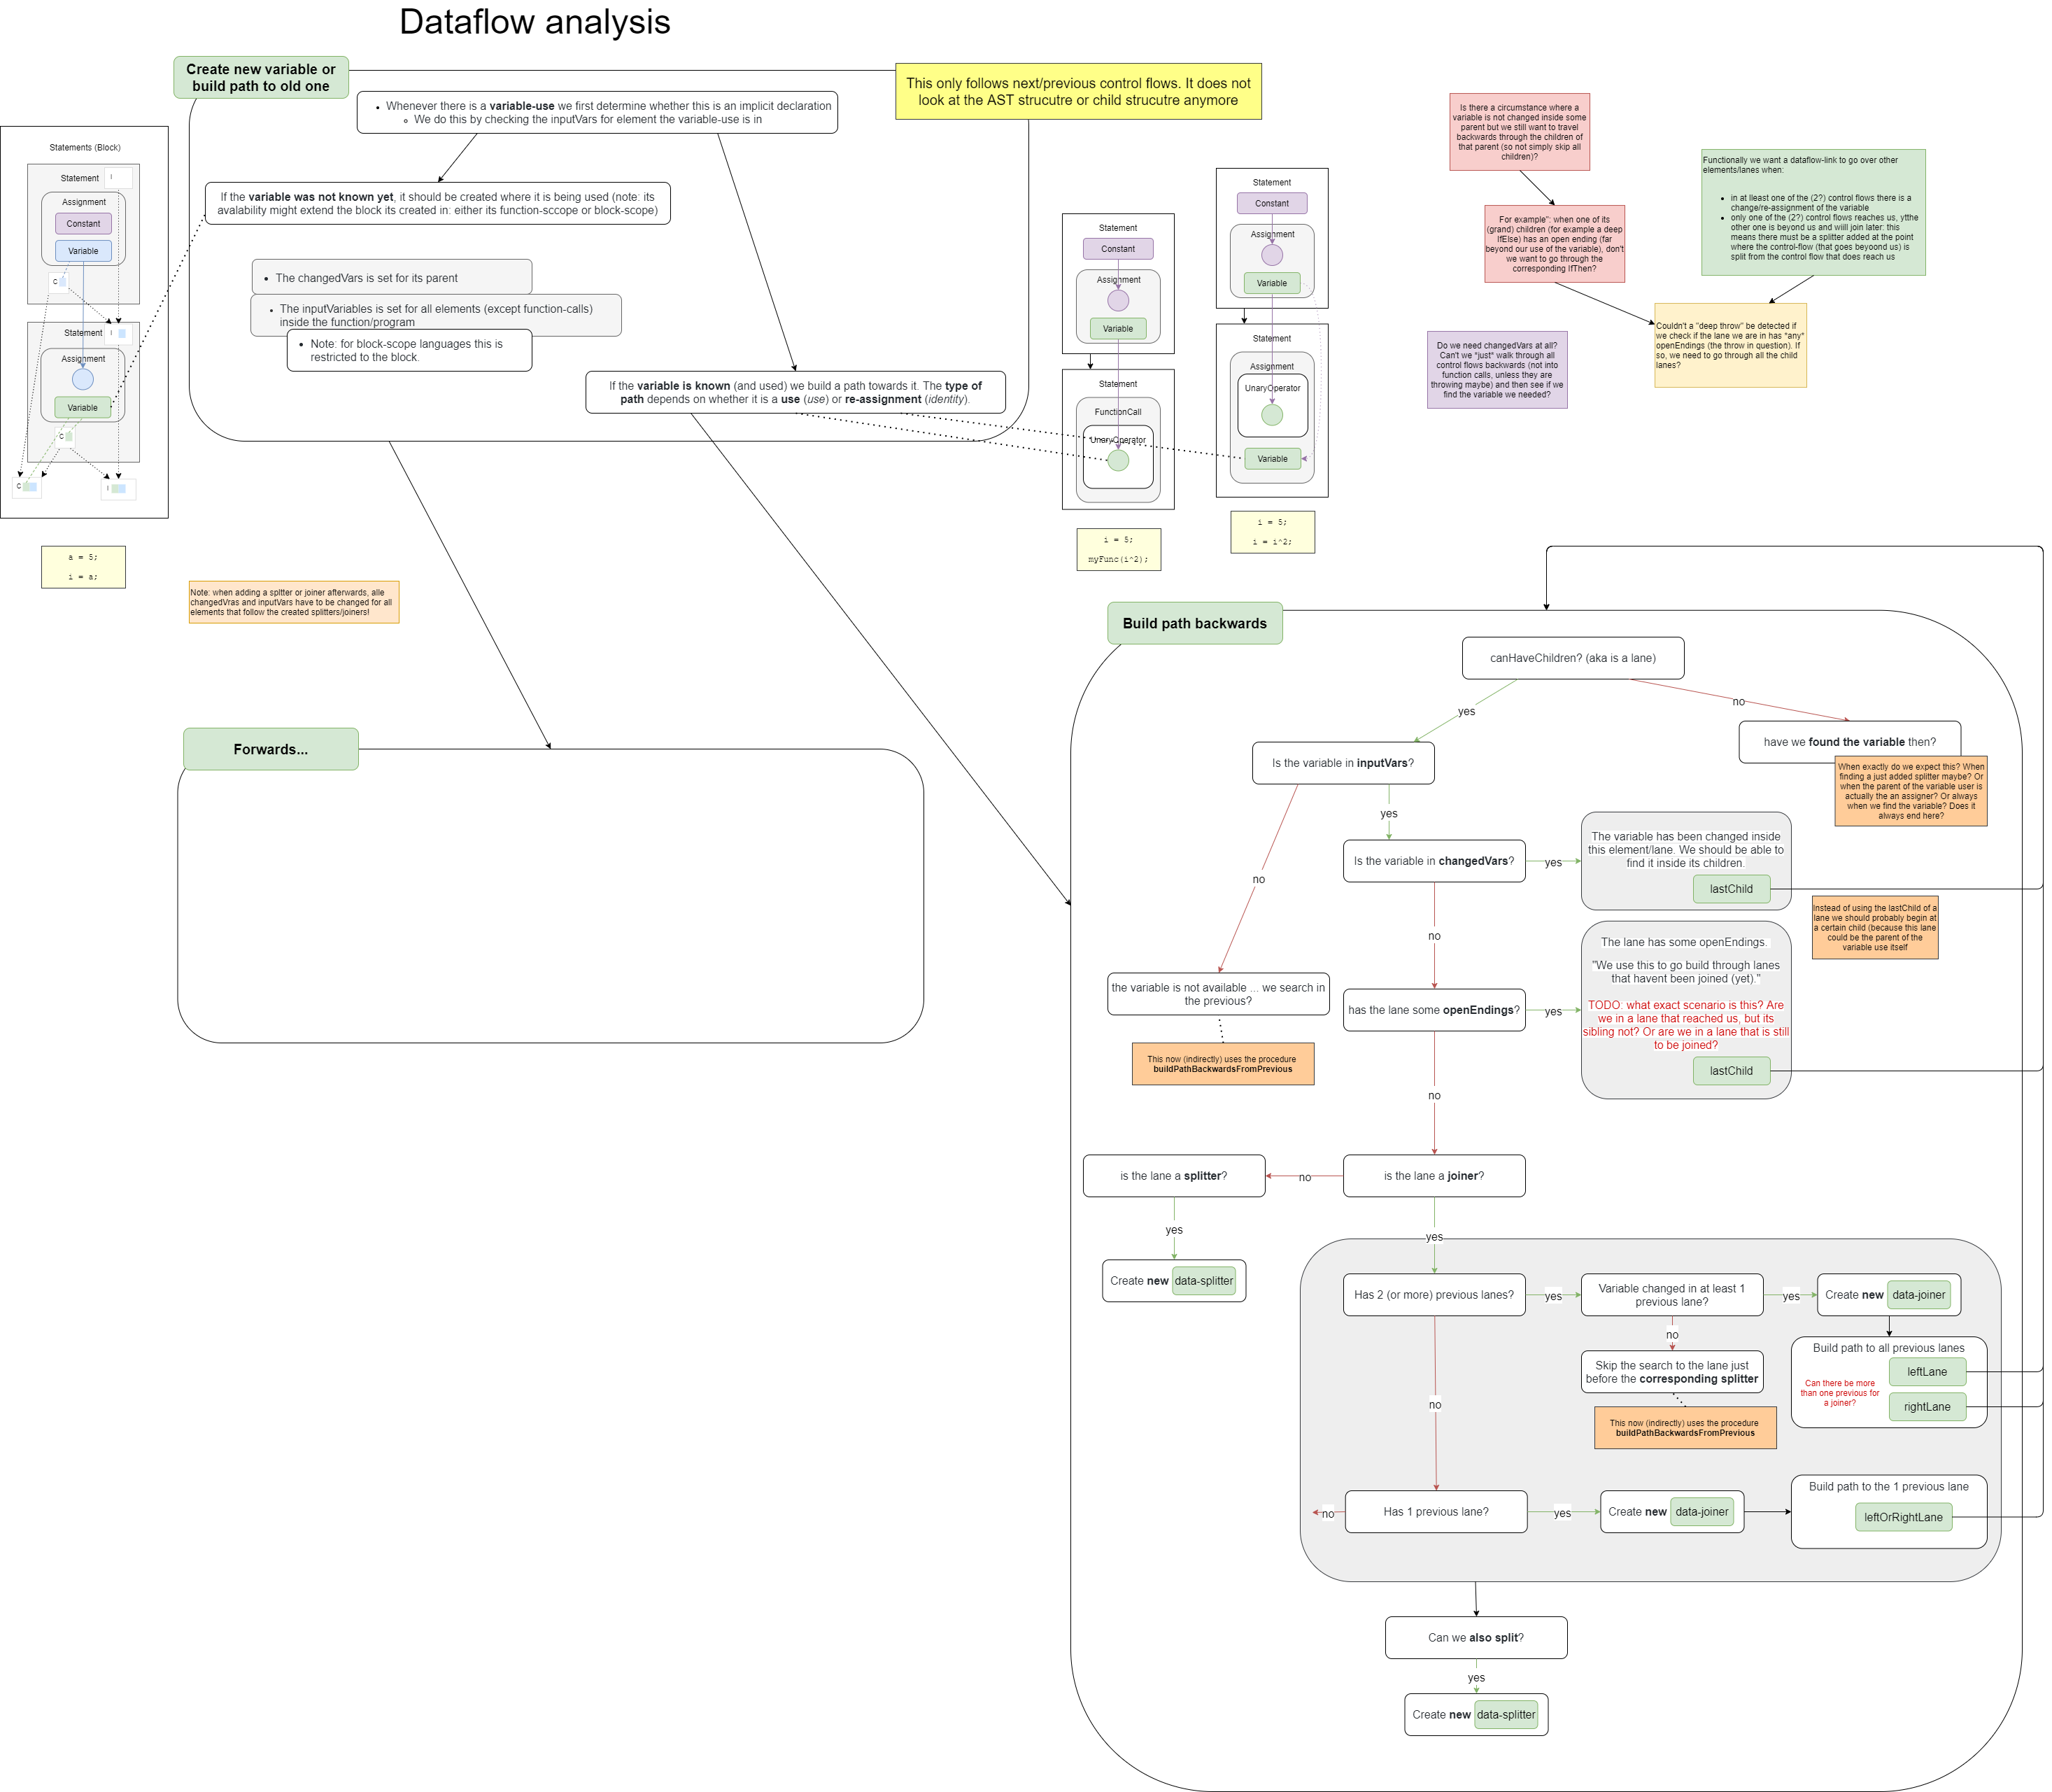 Dataflow analysis
Create new variable or
build path to old one
This only follows next/previous control flows. It does not
look at the AST strucutre or child strucutre anymore
Whenever there is a variable-use we first determine whether this is an implicit declaration
We do this by checking the inputVars for element the variable-use is in
If the variable was not known yet, it should be created where it is being used (note: its
avalability might extend the block its created in: either its function-sccope or block-scope)
The changedVars is set for its parent
The inputVariables is set for all elements (except function-calls)
inside the function/program
Note: for block-scope languages this is
restricted to the block.
If the variable is known (and used) we build a path towards it. The type of
path depends on whether it is a use (use) or re-assignment (identity).
Statements (Block)
Statement
I
Assignment
Constant
Variable
C
Statement
I
Assignment
Variable
C
C
I
a = 5;
i = a;
Note: when adding a spltter or joiner afterwards, alle
changedVras and inputVars have to be changed for all
elements that follow the created splitters/joiners!
Statement
Constant
Assignment
Variable
Statement
FunctionCall
UnaryOperator
i = 5;
myFunc(i^2);
Statement
Constant
Assignment
Variable
Statement
Assignment
UnaryOperator
Variable
i = 5;
i = i^2;
Is there a circumstance where a
variable is not changed inside some
parent but we still want to travel
backwards through the children of
that parent (so not simply skip all
children)?
For example": when one of its
(grand) children (for example a deep
IfElse) has an open ending (far
beyond our use of the variable), don't
we want to go through the
corresponding IfThen?
Functionally we want a dataflow-link to go over other
elements/lanes when:
in at lleast one of the (2?) control flows there is a
change/re-assignment of the variable
only one of the (2?) control flows reaches us, ytthe
other one is beyond us and wiill join later: this
means there must be a splitter added at the point
where the control-flow (that goes beyoond us) is
split from the control flow that does reach us
Couldn't a "deep throw" be detected if
we check if the lane we are in has *any*
openEndings (the throw in question). If
so, we need to go through all the child
lanes?
Do we need changedVars at all?
Can't we *just* walk through all
control flows backwards (not into
function calls, unless they are
throwing maybe) and then see if we
find the variable we needed?
Forwards...
Build path backwards
canHaveChildren? (aka is a lane)
yes
no
have we found the variable then?
When exactly do we expect this? When
finding a just added splitter maybe? Or
when the parent of the variable user is
actually the an assigner? Or always
when we find the variable? Does it
always end here?
Is the variable in inputVars?
yes
no
Is the variable in changedVars?
yes
The variable has been changed inside
this element/lane. We should be able to
find it inside its children.
lastChild
Instead of using the lastChild of a
lane we should probably begin at
a certain child (because this lane
could be the parent of the
variable use itself
no
The lane has some openEndings.
"We use this to go build through lanes
that havent been joined (yet)."
TODO: what exact scenario is this? Are
we in a lane that reached us, but its
sibling not? Or are we in a lane that is still
to be joined?
lastChild
the variable is not available ... we search in
the previous?
This now (indirectly) uses the procedure
buildPathBackwardsFromPrevious
has the lane some openEndings?
yes
no
is the lane a joiner?
no
is the lane a splitter?
yes
Create new data-splitter
yes
Has 2 (or more) previous lanes?
yes
Variable changed in at least 1
previous lane?
yes
Create new data-joiner
no
Skip the search to the lane just
before the corresponding splitter
This now (indirectly) uses the procedure
buildPathBackwardsFromPrevious
Build path to all previous lanes
leftLane
Can there be more
than one previous for
a joiner?
rightLane
no
Has 1 previous lane?
no
yes
Create new data-joiner
Build path to the 1 previous lane
leftOrRightLane
Can we also split?
yes
Create new data-splitter